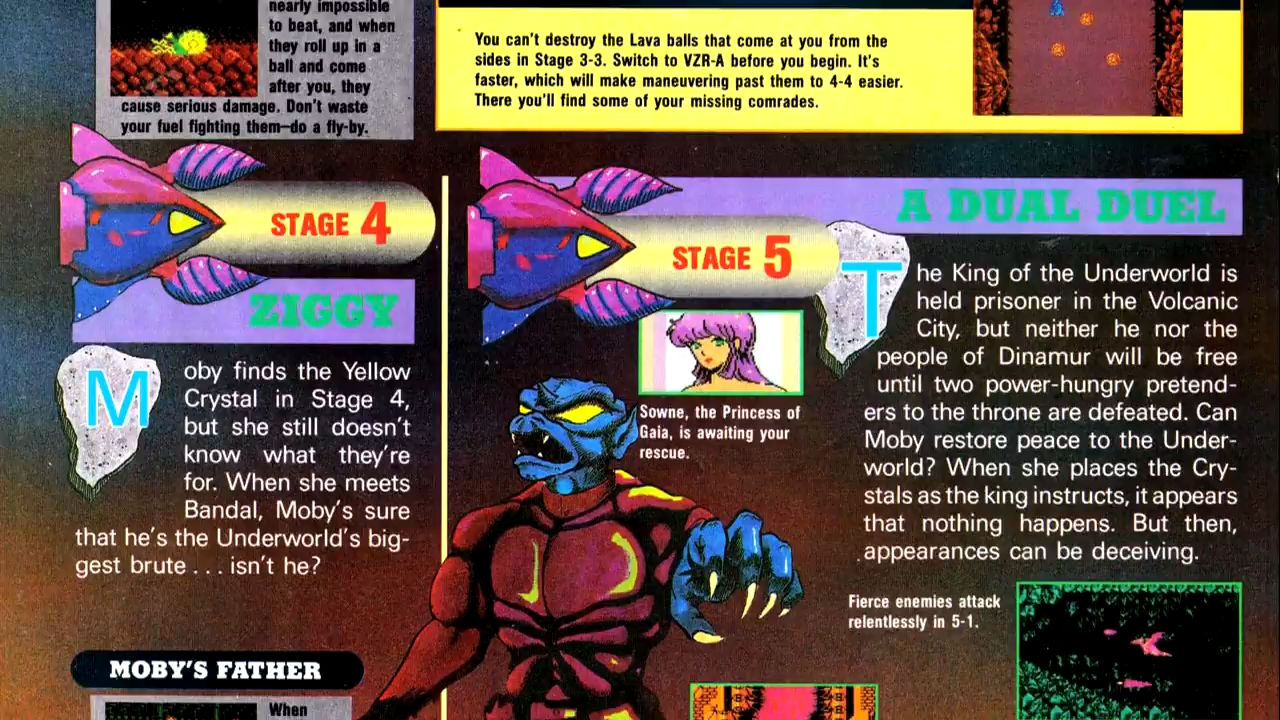 nearly impossible
to beat, and when
they roll up in a
ball and come
after you, they
cause serious damage. Don't waste
your fuel fighting them—do a fly-by.
You can't destroy the Lava balls that come at you from the
sides in Stage 3-3. Switch to VZR-A before you begin. It's
faster, which will make maneuvering past them to 4-4 easier.
There you'll find some of your missing comrades.
STAGE 4
ZIGGY
Moby finds the Yellow
Crystal in Stage 4,
but she still doesn't
know what they're
for. When she meets
Bandal, Moby's sure
that he's the Underworld's big-
gest brute . . . isn't he?
MOBY'S FATHER
When
STAGE 5
A DUAL DUEL
Sowne, the Princess of
Gaia, is awaiting your
rescue.
The King of the Underworld is
held prisoner in the Volcanic
City, but neither he nor the
people of Dinamur will be free
until two power-hungry pretend-
ers to the throne are defeated. Can
Moby restore peace to the Under-
world? When she places the Cry-
stals as the king instructs, it appears
that nothing happens. But then,
appearances can be deceiving.
Fierce enemies attack
relentlessly in 5-1.